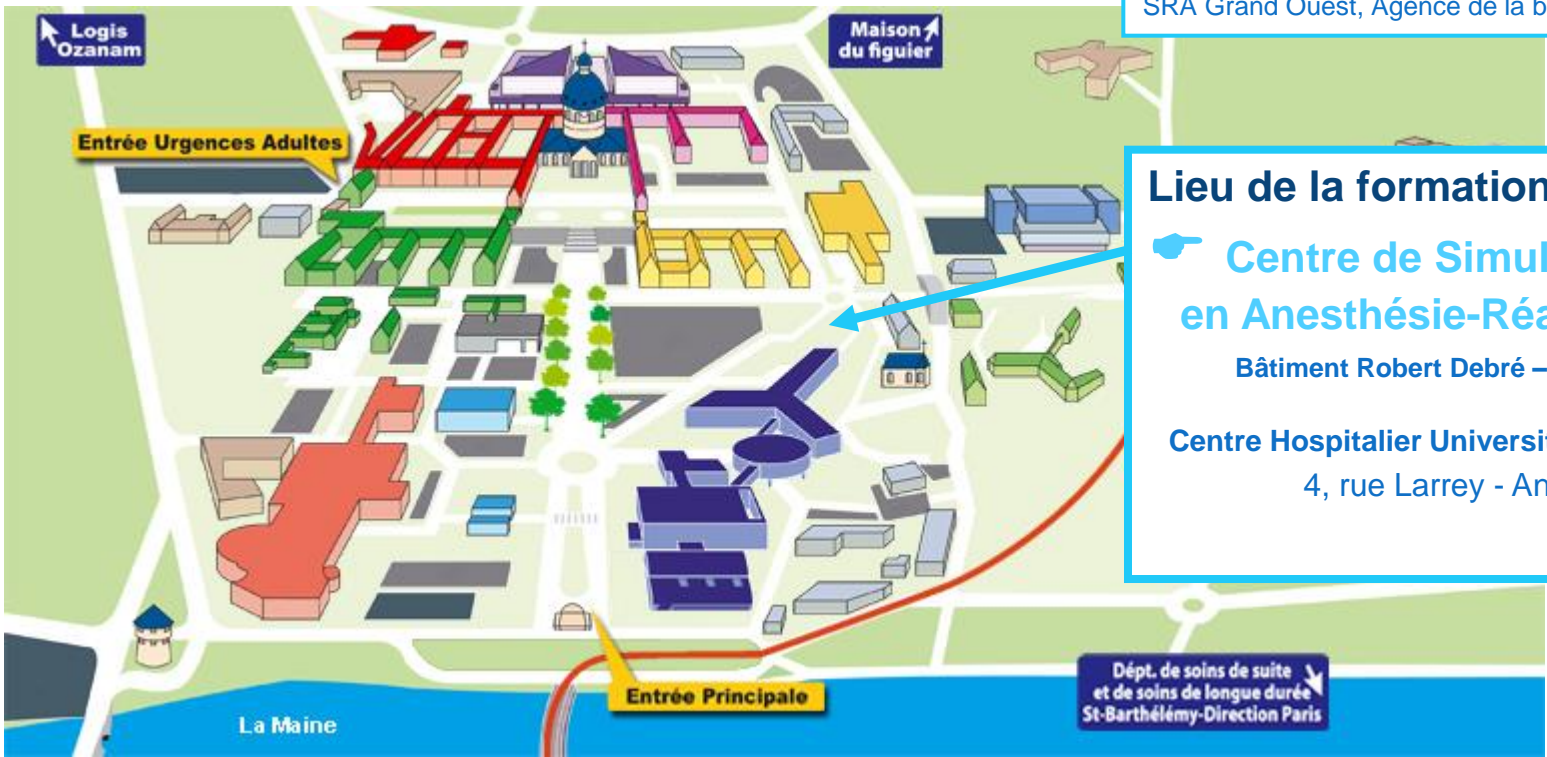 SRA Grand Ouest, Agence de la b
Logis
Ozanam
Maison
du figuier
Entrée Urgences Adultes
Lieu de la formation
Centre de Simul
en Anesthésie-Réa
Bâtiment Robert Debré –
Centre Hospitalier Universit
4, rue Larrey - An
Entrée Principale
La Maine
Dépt. de soins de suite
et de soins de longue durée
St-Barthélémy-Direction Paris